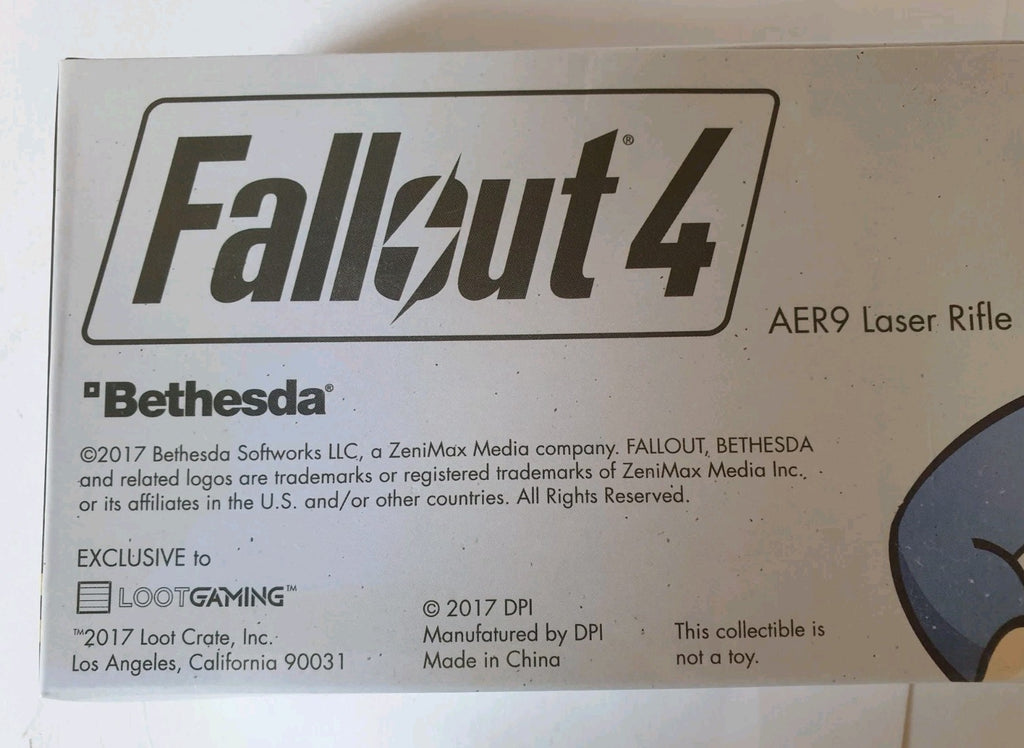 Fallout® 4
AER9 Laser Rifle
Bethesda®
©2017 Bethesda Softworks LLC, a ZeniMax Media company. FALLOUT, BETHESDA
and related logos are trademarks or registered trademarks of ZeniMax Media Inc.
or its affiliates in the U.S. and/or other countries. All Rights Reserved.
EXCLUSIVE to
LOOTGAMING™
™2017 Loot Crate, Inc.
Los Angeles, California 90031
© 2017 DPI
Manufatured by DPI
Made in China
This collectible is
not a toy.